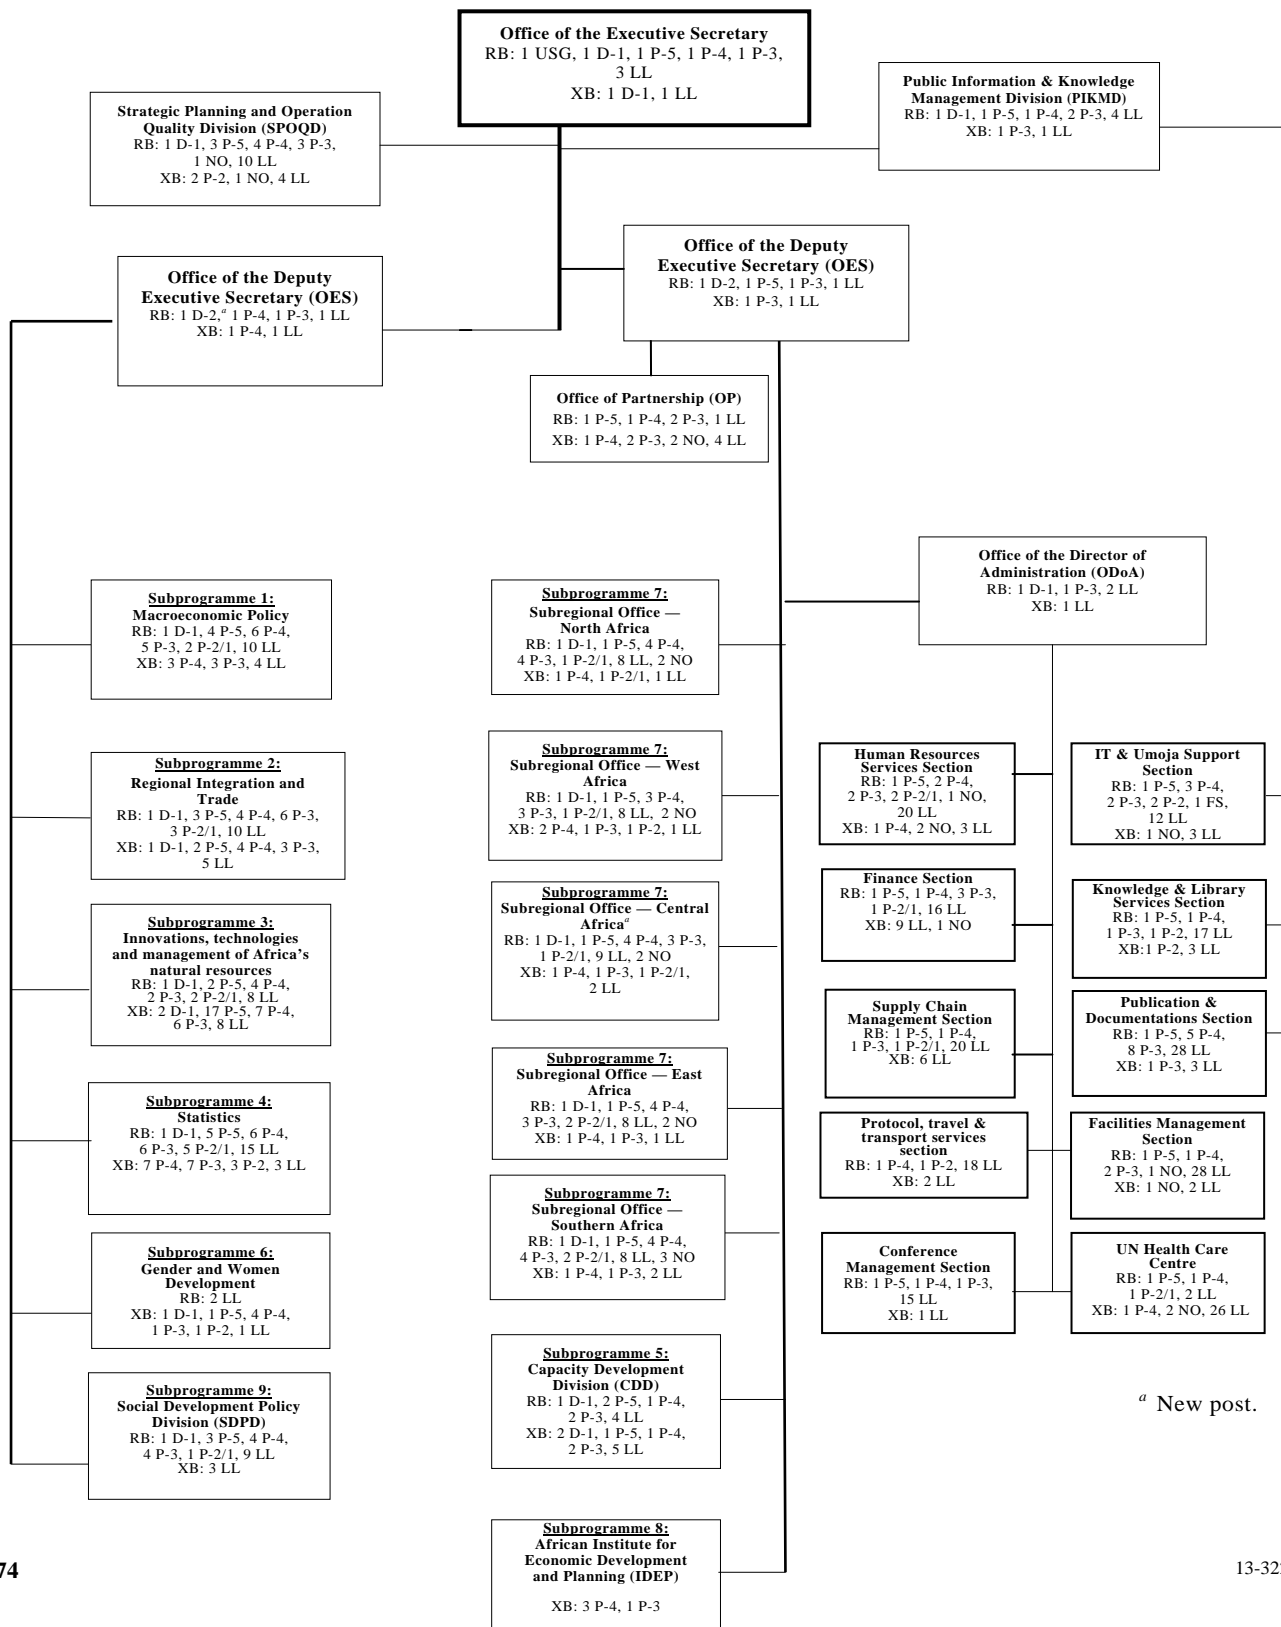 Office of the Executive Secretary
RB: 1 USG, 1 D-1, 1 P-5, 1 P-4, 1 P-3,
3 LL
XB: 1 D-1, 1 LL
Public Information & Knowledge
Management Division (PIKMD)
RB: 1 D-1, 1 P-5, 1 P-4, 2 P-3, 4 LL
XB: 1 P-3, 1 LL
Strategic Planning and Operation
Quality Division (SPOQD)
RB: 1 D-1, 3 P-5, 4 P-4, 3 P-3,
1 NO, 10 LL
XB: 2 P-2, 1 NO, 4 LL
Office of the Deputy
Executive Secretary (OES)
RB: 1 D-2, 1 P-5, 1 P-3, 1 LL
XB: 1 P-3, 1 LL
Office of the Deputy
Executive Secretary (OES)
RB: 1 D-2,a 1 P-4, 1 P-3, 1 LL
XB: 1 P-4, 1 LL
Office of Partnership (OP)
RB: 1 P-5, 1 P-4, 2 P-3, 1 LL
XB: 1 P-4, 2 P-3, 2 NO, 4 LL
Office of the Director of
Administration (ODoA)
RB: 1 D-1, 1 P-3, 2 LL
XB: 1 LL
Subprogramme 1:
Macroeconomic Policy
RB: 1 D-1, 4 P-5, 6 P-4,
5 P-3, 2 P-2/1, 10 LL
XB: 3 P-4, 3 P-3, 4 LL
Subprogramme 2:
Regional Integration and
Trade
RB: 1 D-1, 3 P-5, 4 P-4, 6 P-3,
3 P-2/1, 10 LL
XB: 1 D-1, 2 P-5, 4 P-4, 3 P-3,
5 LL
Subprogramme 3:
Innovations, technologies
and management of Africa's
natural resources
RB: 1 D-1, 2 P-5, 4 P-4,
2 P-3, 2 P-2/1, 8 LL
XB: 2 D-1, 17 P-5, 7 P-4,
6 P-3, 8 LL
Subprogramme 4:
Statistics
RB: 1 D-1, 5 P-5, 6 P-4,
6 P-3, 5 P-2/1, 15 LL
XB: 7 P-4, 7 P-3, 3 P-2, 3 LL
Subprogramme 6:
Gender and Women
Development
RB: 2 LL
XB: 1 D-1, 1 P-5, 4 P-4,
1 P-3, 1 P-2, 1 LL
Subprogramme 9:
Social Development Policy
Division (SDPD)
RB: 1 D-1, 3 P-5, 4 P-4,
4 P-3, 1 P-2/1, 9 LL
XB: 3 LL
Subprogramme 7:
Subregional Office —
North Africa
RB: 1 D-1, 1 P-5, 4 P-4,
4 P-3, 1 P-2/1, 8 LL, 2 NO
XB: 1 P-4, 1 P-2/1, 1 LL
Subprogramme 7:
Subregional Office — West
Africa
RB: 1 D-1, 1 P-5, 3 P-4,
3 P-3, 1 P-2/1, 8 LL, 2 NO
XB: 2 P-4, 1 P-3, 1 P-2, 1 LL
Subprogramme 7:
Subregional Office — Central
Africaa
RB: 1 D-1, 1 P-5, 4 P-4, 3 P-3,
1 P-2/1, 9 LL, 2 NO
XB: 1 P-4, 1 P-3, 1 P-2/1,
2 LL
Subprogramme 7:
Subregional Office — East
Africa
RB: 1 D-1, 1 P-5, 4 P-4,
3 P-3, 2 P-2/1, 8 LL, 2 NO
XB: 1 P-4, 1 P-3, 1 LL
Subprogramme 7:
Subregional Office —
Southern Africa
RB: 1 D-1, 1 P-5, 4 P-4,
4 P-3, 2 P-2/1, 8 LL, 3 NO
XB: 1 P-4, 1 P-3, 2 LL
Subprogramme 5:
Capacity Development
Division (CDD)
RB: 1 D-1, 2 P-5, 1 P-4,
2 P-3, 4 LL
XB: 2 D-1, 1 P-5, 1 P-4,
2 P-3, 5 LL
Subprogramme 8:
African Institute for
Economic Development
and Planning (IDEP)
XB: 3 P-4, 1 P-3
Human Resources
Services Section
RB: 1 P-5, 2 P-4,
2 P-3, 2 P-2/1, 1 NO,
20 LL
XB: 1 P-4, 2 NO, 3 LL
IT & Umoja Support
Section
RB: 1 P-5, 3 P-4,
2 P-3, 2 P-2, 1 FS,
12 LL
XB: 1 NO, 3 LL
Finance Section
RB: 1 P-5, 1 P-4, 3 P-3,
1 P-2/1, 16 LL
XB: 9 LL, 1 NO
Knowledge & Library
Services Section
RB: 1 P-5, 1 P-4,
1 P-3, 1 P-2, 17 LL
XB:1 P-2, 3 LL
Supply Chain
Management Section
RB: 1 P-5, 1 P-4,
1 P-3, 1 P-2/1, 20 LL
XB: 6 LL
Publication &
Documentations Section
RB: 1 P-5, 5 P-4,
8 P-3, 28 LL
XB: 1 P-3, 3 LL
Protocol, travel &
transport services
section
RB: 1 P-4, 1 P-2, 18 LL
XB: 2 LL
Facilities Management
Section
RB: 1 P-5, 1 P-4,
2 P-3, 1 NO, 28 LL
XB: 1 NO, 2 LL
Conference
Management Section
RB: 1 P-5, 1 P-4, 1 P-3,
15 LL
XB: 1 LL
UN Health Care
Centre
RB: 1 P-5, 1 P-4,
1 P-2/1, 2 LL
XB: 1 P-4, 2 NO, 26 LL
a New post.
74
13-32